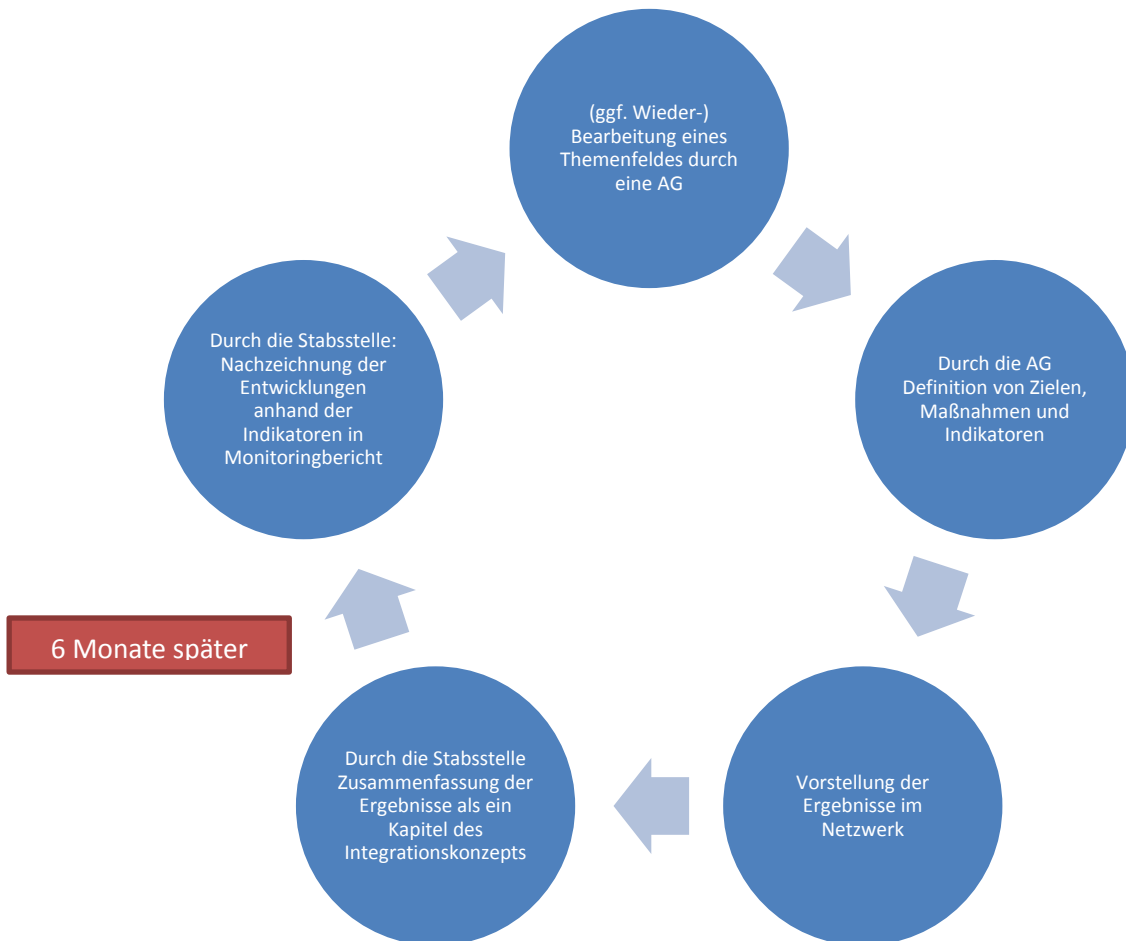 (ggf. Wieder-)
Bearbeitung eines
Themenfeldes durch
eine AG
Durch die AG
Definition von Zielen,
Maßnahmen und
Indikatoren
Vorstellung der
Ergebnisse im
Netzwerk
Durch die Stabsstelle
Zusammenfassung der
Ergebnisse als ein
Kapitel des
Integrationskonzepts
6 Monate später
Durch die Stabsstelle:
Nachzeichnung der
Entwicklungen
anhand der
Indikatoren in
Monitoringbericht